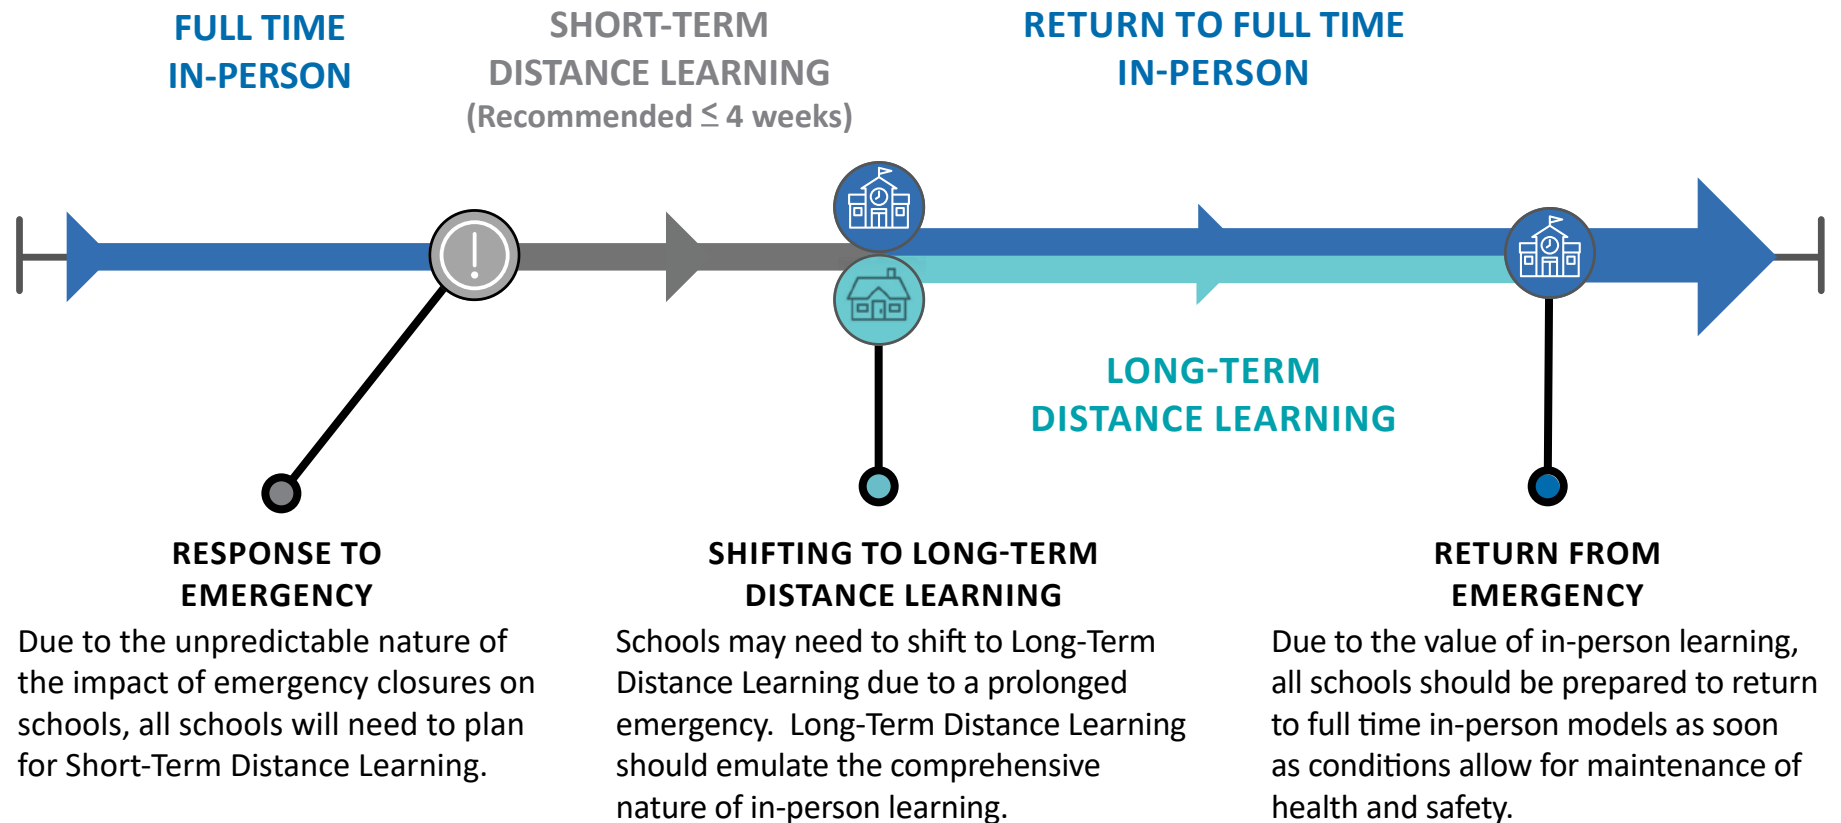 FULL TIME
IN-PERSON
SHORT-TERM
DISTANCE LEARNING
(Recommended ≤ 4 weeks)
RETURN TO FULL TIME
IN-PERSON
LONG-TERM
DISTANCE LEARNING
RESPONSE TO
EMERGENCY
Due to the unpredictable nature of
the impact of emergency closures on
schools, all schools will need to plan
for Short-Term Distance Learning.
SHIFTING TO LONG-TERM
DISTANCE LEARNING
Schools may need to shift to Long-Term
Distance Learning due to a prolonged
emergency.  Long-Term Distance Learning
should emulate the comprehensive
nature of in-person learning.
RETURN FROM
EMERGENCY
Due to the value of in-person learning,
all schools should be prepared to return
to full time in-person models as soon
as conditions allow for maintenance of
health and safety.